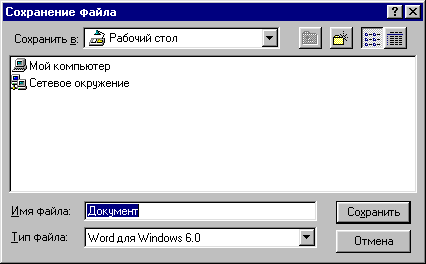 Сохранение файла
Сохранить в: Рабочий стол
Мой компьютер
Сетевое окружение
Имя файла: Документ Сохранить
Тип файла: Word для Windows 6.0 Отмена